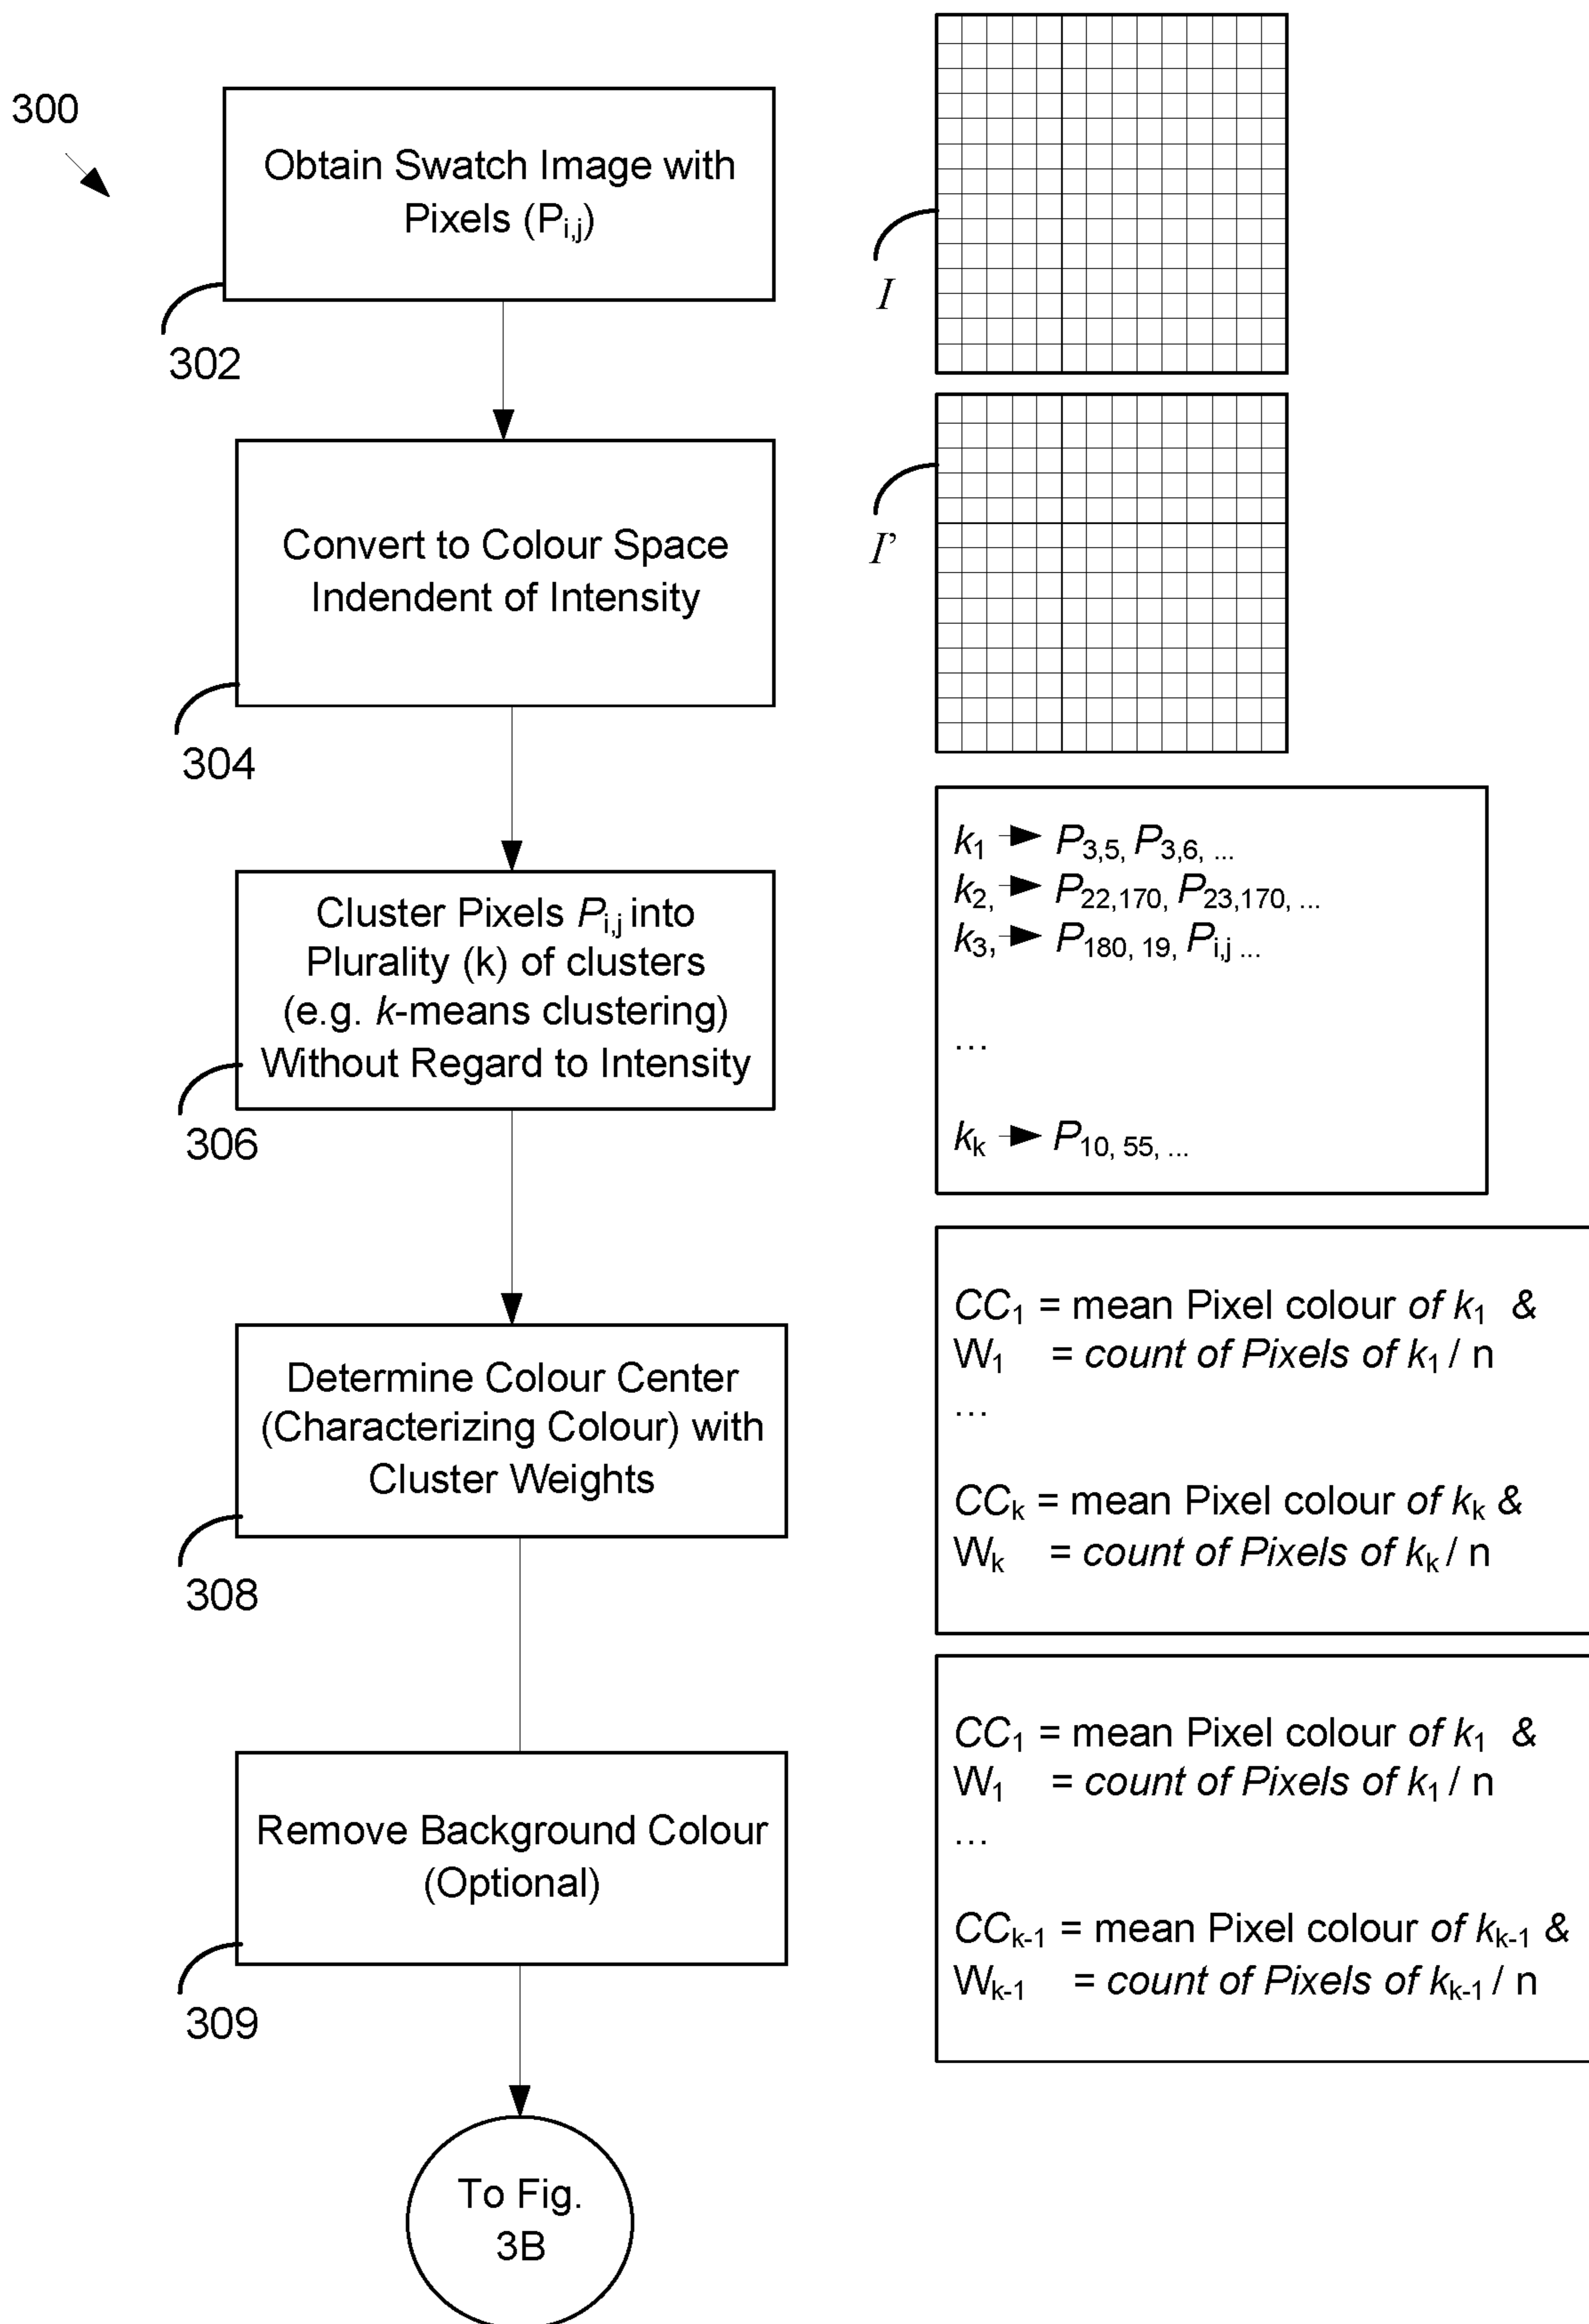 300
Obtain Swatch Image with
Pixels (Pi,j)
302
I
Convert to Colour Space
Indendent of Intensity
304
I’
Cluster Pixels Pi,j into
Plurality (k) of clusters
(e.g. k-means clustering)
Without Regard to Intensity
306
k1 → P3,5, P3,6, ...
k2, → P22,170, P23,170, ...
k3, → P180, 19, Pi,j ...
...
kk → P10, 55, ...
Determine Colour Center
(Characterizing Colour) with
Cluster Weights
308
CC1 = mean Pixel colour of k1 &
W1 = count of Pixels of k1 / n
...
CCk = mean Pixel colour of kk &
Wk = count of Pixels of kk / n
Remove Background Colour
(Optional)
309
CC1 = mean Pixel colour of k1 &
W1 = count of Pixels of k1 / n
...
CCk-1 = mean Pixel colour of kk-1 &
Wk-1 = count of Pixels of kk-1 / n
To Fig.
3B